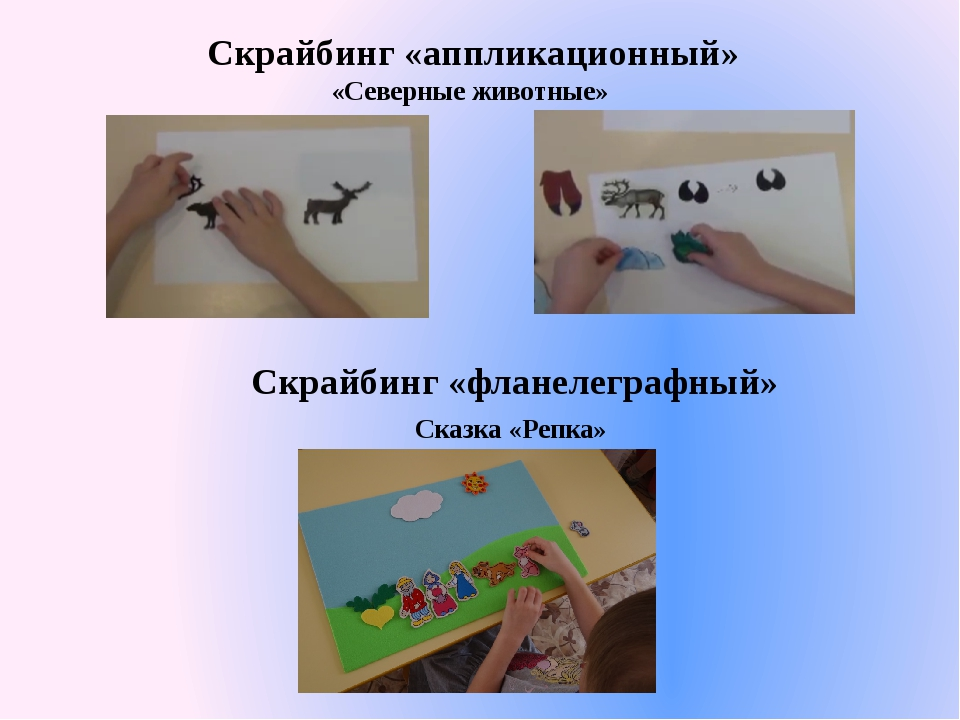 Скрайбинг «аппликационный»
«Северные животные»
Скрайбинг «фланелеграфный»
Сказка «Репка»